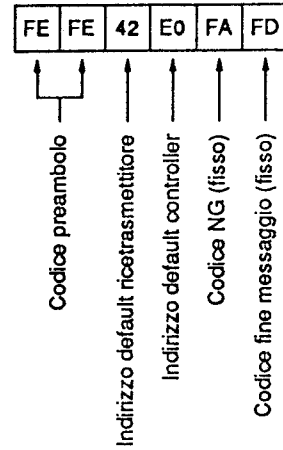 FE FE 42 E0 FA FD
Codice preambolo
Indirizzo default ricetrasmettitore
Indirizzo default controller
Codice NG (fisso)
Codice fine messaggio (fisso)